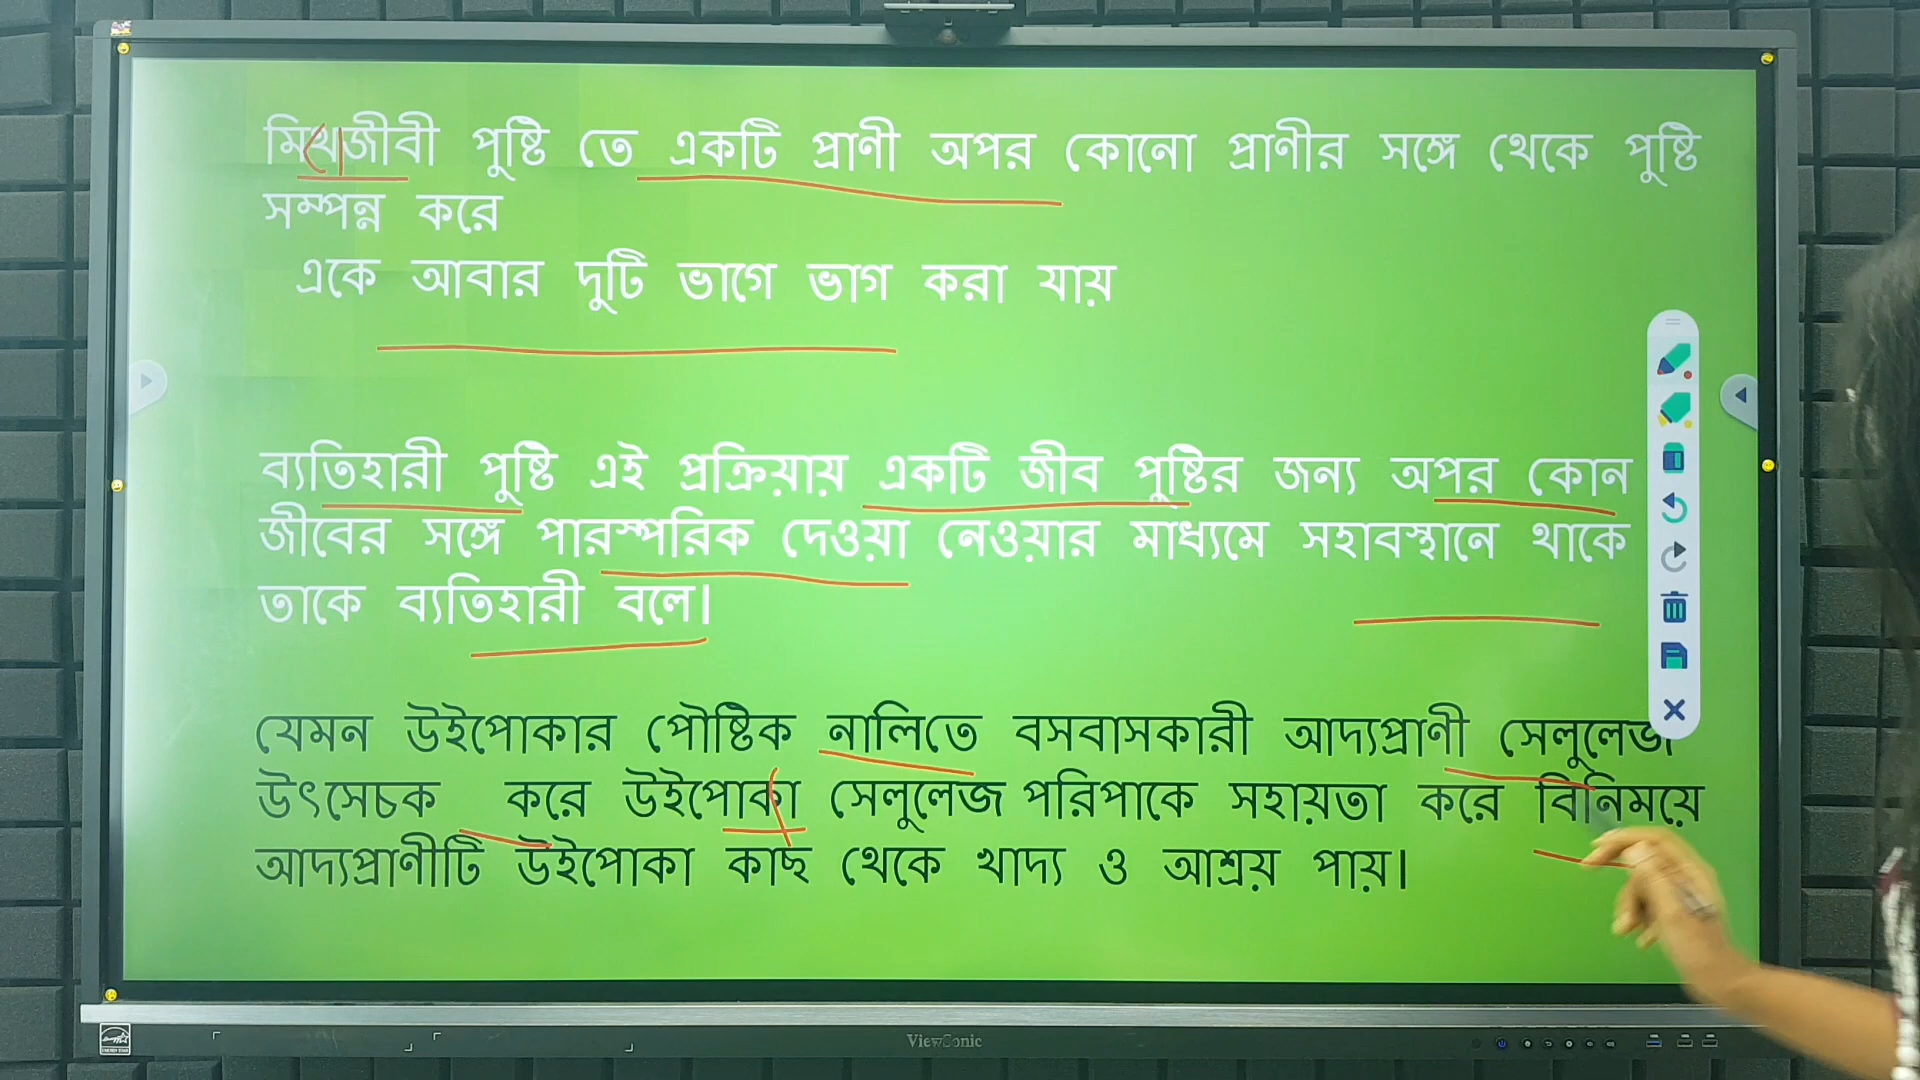 মিথোজীবী পুষ্টি তে একটি প্রাণী অপর কোনো প্রাণীর সঙ্গে থেকে পুষ্টি
সম্পন্ন করে
একে আবার দুটি ভাগে ভাগ করা যায়
ব্যতিহারী পুষ্টি এই প্রক্রিয়ায় একটি জীব পুষ্টির জন্য অপর কোন
জীবের সঙ্গে পারস্পরিক দেওয়া নেওয়ার মাধ্যমে সহাবস্থানে থাকে
তাকে ব্যতিহারী বলে।
যেমন উইপোকার পৌষ্টিক নালিতে বসবাসকারী আদ্যপ্রাণী সেলুলেজ
উৎসেচক করে উইপোকা সেলুলেজ পরিপাকে সহায়তা করে বিনিময়ে
আদ্যপ্রাণীটি উইপোকা কাছ থেকে খাদ্য ও আশ্রয় পায়।
ViewSonic